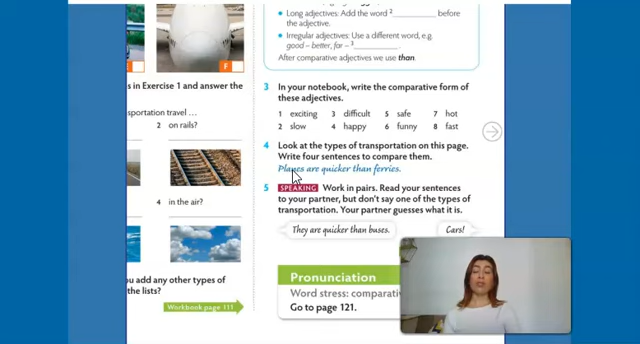 F
s in Exercise 1 and answer the
sportation travel ...
2 on rails?
4 in the air?
ou add any other types of
the lists?
Workbook page 111
• Long adjectives: Add the word 2________ before
the adjective.
• Irregular adjectives: Use a different word, e.g.
good – better, far – 3________.
After comparative adjectives we use than.
3 In your notebook, write the comparative form of
these adjectives.
1 exciting 3 difficult 5 safe 7 hot
2 slow 4 happy 6 funny 8 fast
4 Look at the types of transportation on this page.
Write four sentences to compare them.
Planes are quicker than ferries.
5 SPEAKING Work in pairs. Read your sentences
to your partner, but don't say one of the types of
transportation. Your partner guesses what it is.
They are quicker than buses.
Cars!
Pronunciation
Word stress: comparati
Go to page 121.